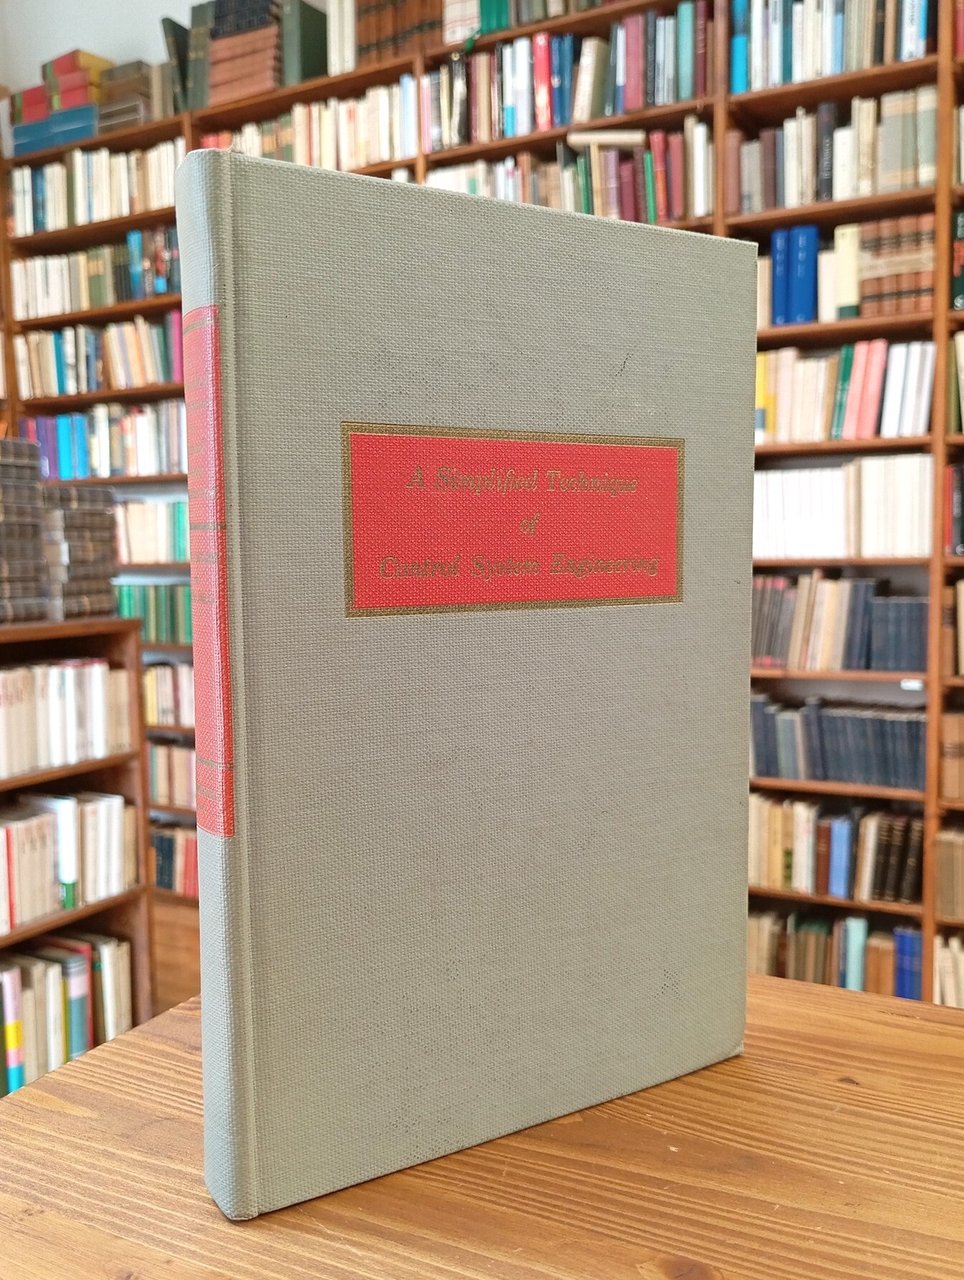 A Simplified Technique
of
Control System Engineering